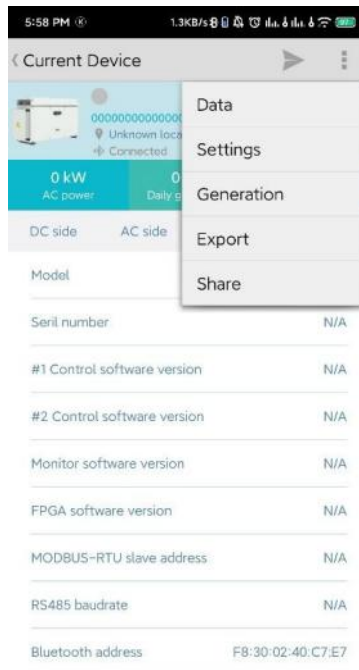 5:58 PM
1.3KB/s
Current Device
Data
Settings
Generation
Export
Share
Unknown loca
Connected
0 kW
AC power
0
Daily g
DC side AC side
Model
Seril number N/A
#1 Control software version N/A
#2 Control software version N/A
Monitor software version N/A
FPGA software version N/A
MODBUS-RTU slave address N/A
RS485 baudrate N/A
Bluetooth address F8:30:02:40:C7:E7